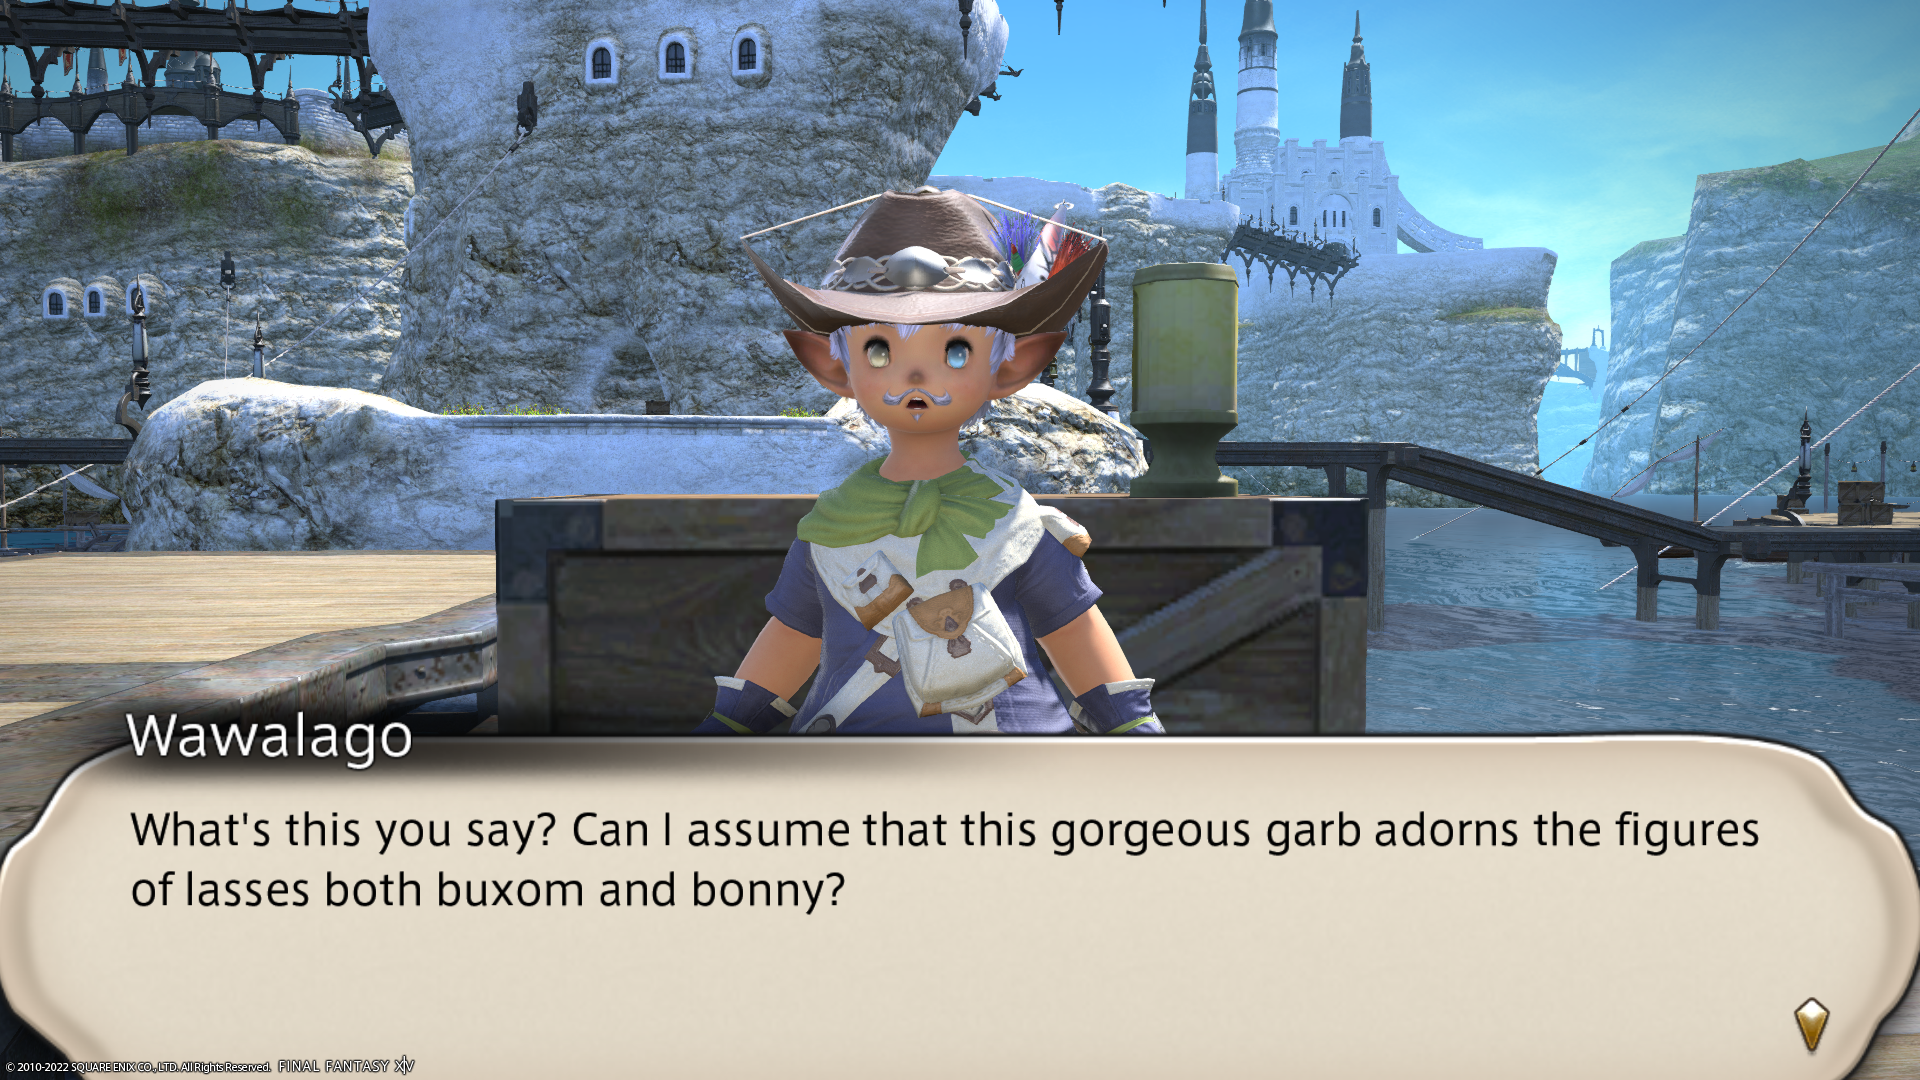 Wawalago
What's this you say? Can I assume that this gorgeous garb adorns the figures
of lasses both buxom and bonny?
© 2010-2022 SQUARE ENIX CO., LTD. All Rights Reserved. FINAL FANTASY XIV